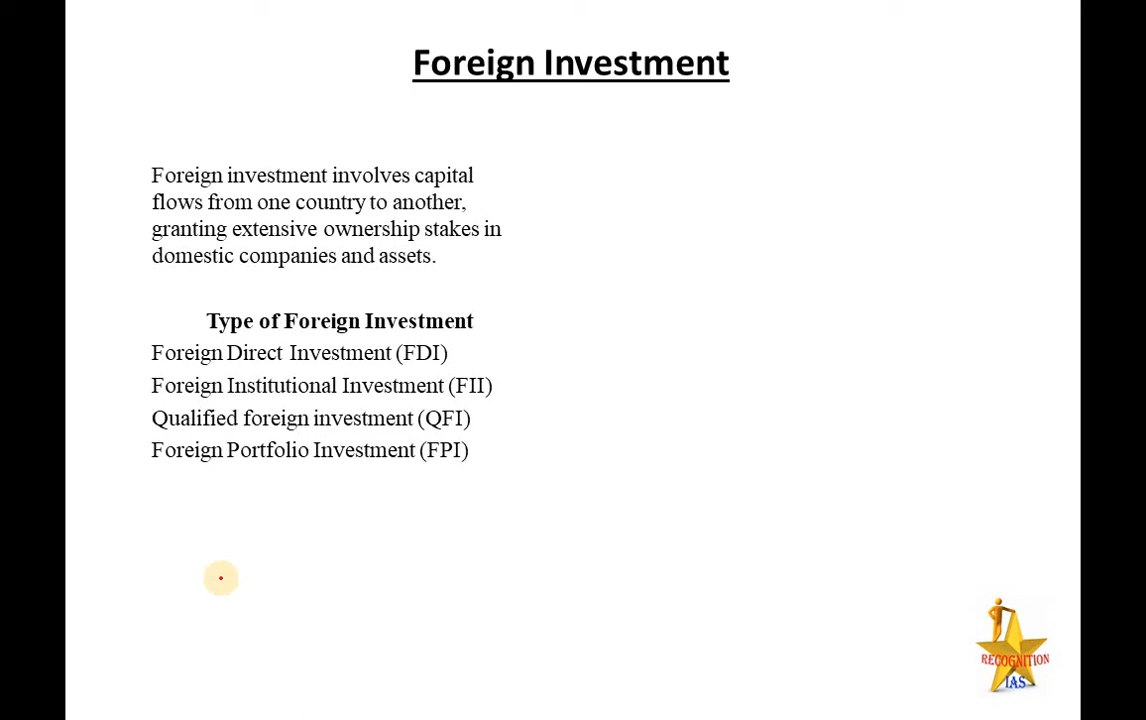 Foreign Investment
Foreign investment involves capital
flows from one country to another,
granting extensive ownership stakes in
domestic companies and assets.
Type of Foreign Investment
Foreign Direct Investment (FDI)
Foreign Institutional Investment (FII)
Qualified foreign investment (QFI)
Foreign Portfolio Investment (FPI)
RECOGNITION
IAS